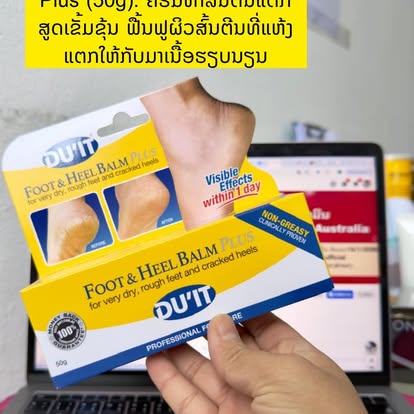 Plus (50g): ຄຣີມທາສົ້ນຕີນແຕກ
ສູດເຂັ້ມຂຸ້ນ ຟື້ນຟູຜິວສົ້ນຕີນທີ່ແຫ້ງ
ແຕກໃຫ້ກັບມາເນື້ອຮຽບນຽນ
DU'IT
FOOT & HEEL BALM PLUS
for very dry, rough feet and cracked heels
BEFORE
AFTER
Visible
Effects
within 1 day
NON-GREASY
CLINICALLY PROVEN
FOOT & HEEL BALM PLUS
for very dry, rough feet and cracked heels
DU'IT
MONEY BACK
100%
GUARANTEE
50g
PROFESSIONAL FOOT CARE
Australia
official